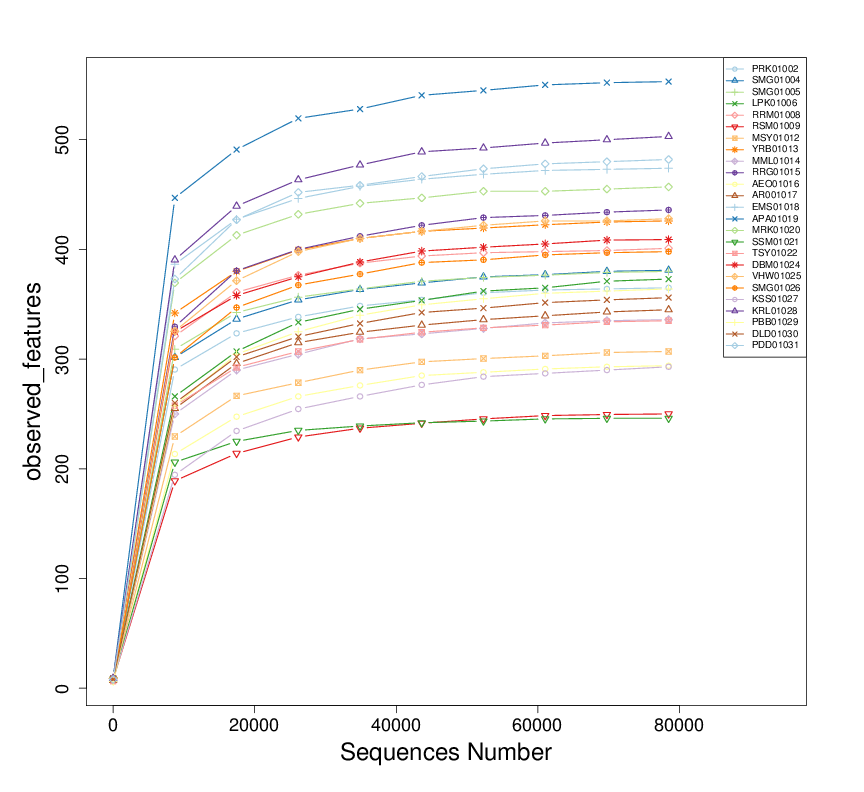 PRK01002
SMG01004
SMG01005
LPK01006
RRM01008
RSM01009
MSY01012
YRB01013
MML01014
RRG01015
AEO01016
AR001017
EMS01018
APA01019
MRK01020
SSM01021
TSY01022
DBM01024
VHW01025
SMG01026
KSS01027
KRL01028
PBB01029
DLD01030
PDD01031
observed_features
500
400
300
200
100
0
0 20000 40000 60000 80000
Sequences Number